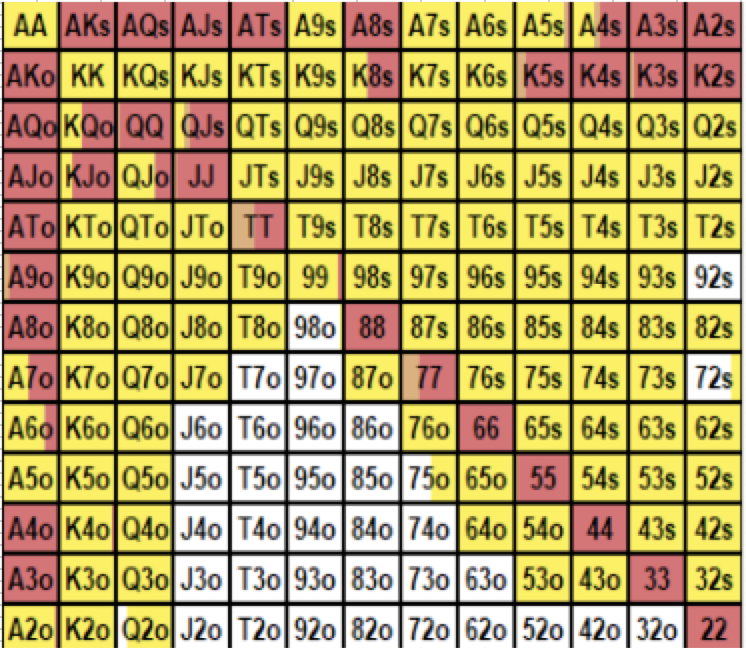 AA AKs AQs AJs ATs A9s A8s A7s A6s A5s A4s A3s A2s
AKo KK KQs KJs KTs K9s K8s K7s K6s K5s K4s K3s K2s
AQo KQo QQ QJs QTs Q9s Q8s Q7s Q6s Q5s Q4s Q3s Q2s
AJo KJo QJo JJ JTs J9s J8s J7s J6s J5s J4s J3s J2s
ATo KTo QTo JTo TT T9s T8s T7s T6s T5s T4s T3s T2s
A9o K9o Q9o J9o T9o 99 98s 97s 96s 95s 94s 93s 92s
A8o K8o Q8o J8o T8o 98o 88 87s 86s 85s 84s 83s 82s
A7o K7o Q7o J7o T7o 97o 87o 77 76s 75s 74s 73s 72s
A6o K6o Q6o J6o T6o 96o 86o 76o 66 65s 64s 63s 62s
A5o K5o Q5o J5o T5o 95o 85o 75o 65o 55 54s 53s 52s
A4o K4o Q4o J4o T4o 94o 84o 74o 64o 54o 44 43s 42s
A3o K3o Q3o J3o T3o 93o 83o 73o 63o 53o 43o 33 32s
A2o K2o Q2o J2o T2o 92o 82o 72o 62o 52o 42o 32o 22